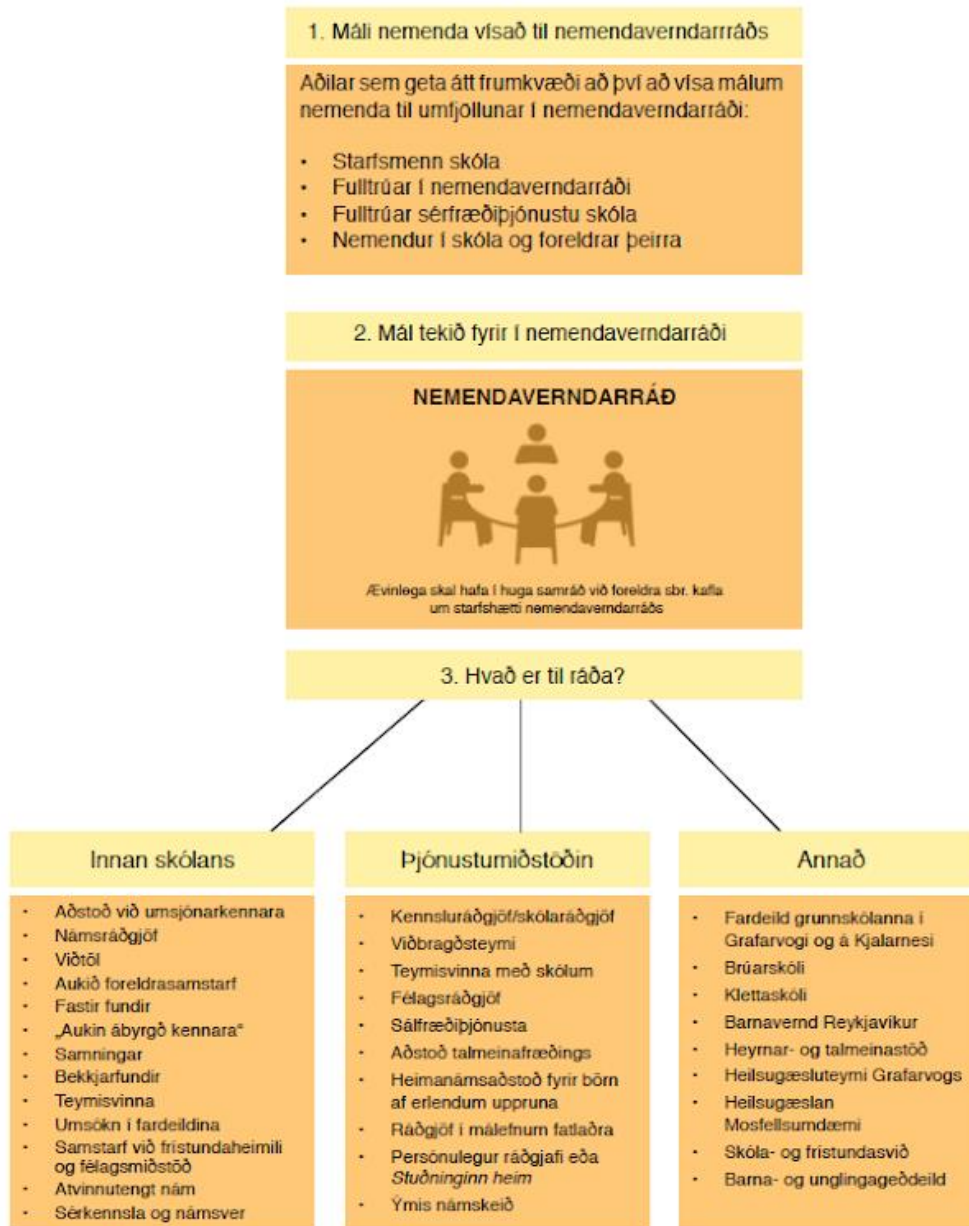 1. Máli nemenda vísað til nemendaverndarrráðs
Aðilar sem geta átt frumkvæði að því að vísa málum
nemenda til umfjöllunar í nemendaverndarráði:
• Starfsmenn skóla
• Fulltrúar í nemendaverndarráði
• Fulltrúar sérfræðiþjónustu skóla
• Nemendur í skóla og foreldrar þeirra
2. Mál tekið fyrir í nemendaverndarráði
NEMENDAVERNDARRÁÐ
Ævinlega skal hafa í huga samráð við foreldra sbr. kafla
um starfshætti nemendaverndarráðs
3. Hvað er til ráða?
Innan skólans
• Aðstoð við umsjónarkennara
• Námsráðgjöf
• Viðtöl
• Aukið foreldrasamstarf
• Fastir fundir
• „Aukin ábyrgð kennara“
• Samningar
• Bekkjarfundir
• Teymisvinna
• Umsókn í fardeildina
• Samstarf við frístundaheimili
og félagsmiðstöð
• Atvinnutengt nám
• Sérkennsla og námsver
Þjónustumiðstöðin
• Kennsluráðgjöf/skólaráðgjöf
• Viðbragðsteymi
• Teymisvinna með skólum
• Félagsráðgjöf
• Sálfræðiþjónusta
• Aðstoð talmeinafræðings
• Heimanámsaðstoð fyrir börn
af erlendum uppruna
• Ráðgjöf í málefnum fatlaðra
• Persónulegur ráðgjafi eða
Stuðninginn heim
• Ýmis námskeið
Annað
• Fardeild grunnskólanna í
Grafarvogi og á Kjalarnesi
• Brúarskóli
• Klettaskóli
• Barnavernd Reykjavíkur
• Heyrnar- og talmeinastöð
• Heilsugæsluteymi Grafarvogs
• Heilsugæslan
Mosfellsumdæmi
• Skóla- og frístundasvið
• Barna- og unglingageðdeild